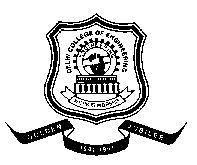 DELHI COLLEGE OF ENGINEERING
GOLDEN
1941-1991
JUBILEE